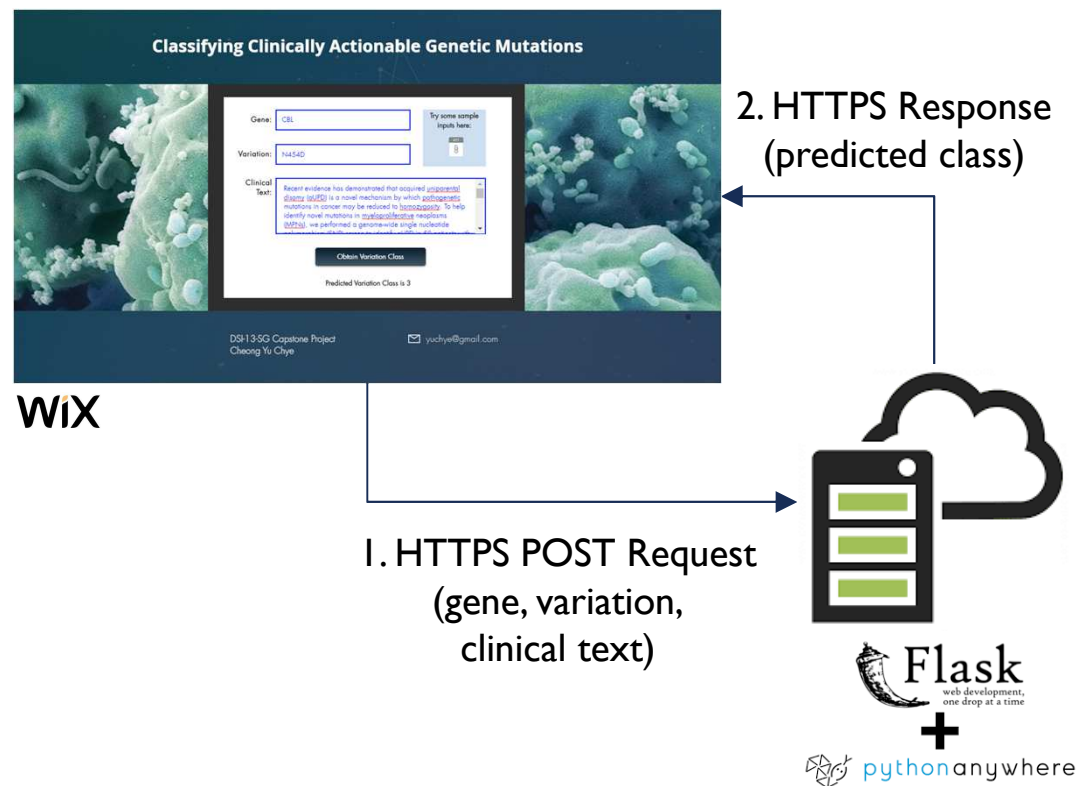 Classifying Clinically Actionable Genetic Mutations
Gene:
CBL
Try some sample
inputs here:
Variation:
N454D
Clinical
Text:
Recent evidence has demonstrated that acquired uniparental
disomy (aUPD) is a novel mechanism by which pathogenetic
mutations in cancer may be reduced to homozygosity. To help
identify novel mutations in myeloproliferative neoplasms
(MPNs), we performed a genome-wide single nucleotide
Obtain Variation Class
Predicted Variation Class is 3
DSI-13-SG Capstone Project
Cheong Yu Chye
yuchye@gmail.com
WiX
2. HTTPS Response
(predicted class)
1. HTTPS POST Request
(gene, variation,
clinical text)
Flask
web development,
one drop at a time
+
pythonanywhere